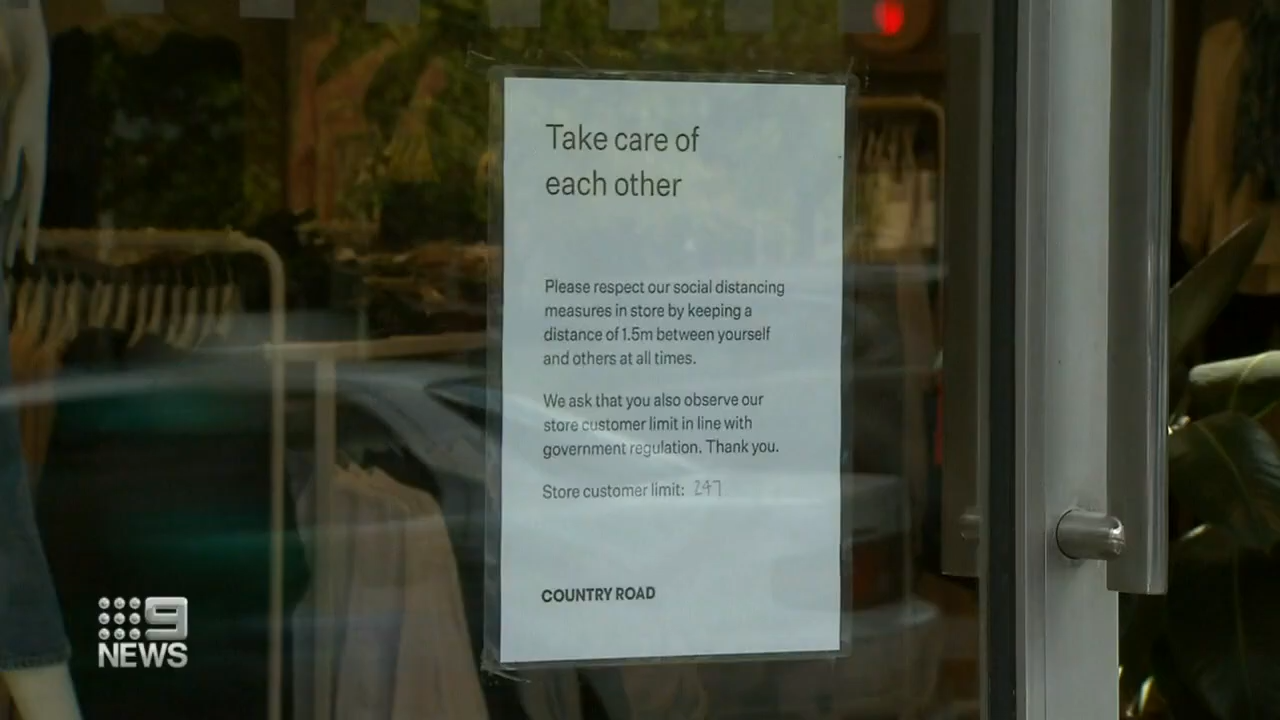 Take care of
each other
Please respect our social distancing
measures in store by keeping a
distance of 1.5m between yourself
and others at all times.
We ask that you also observe our
store customer limit in line with
government regulation. Thank you.
Store customer limit: 247
COUNTRY ROAD
9
NEWS